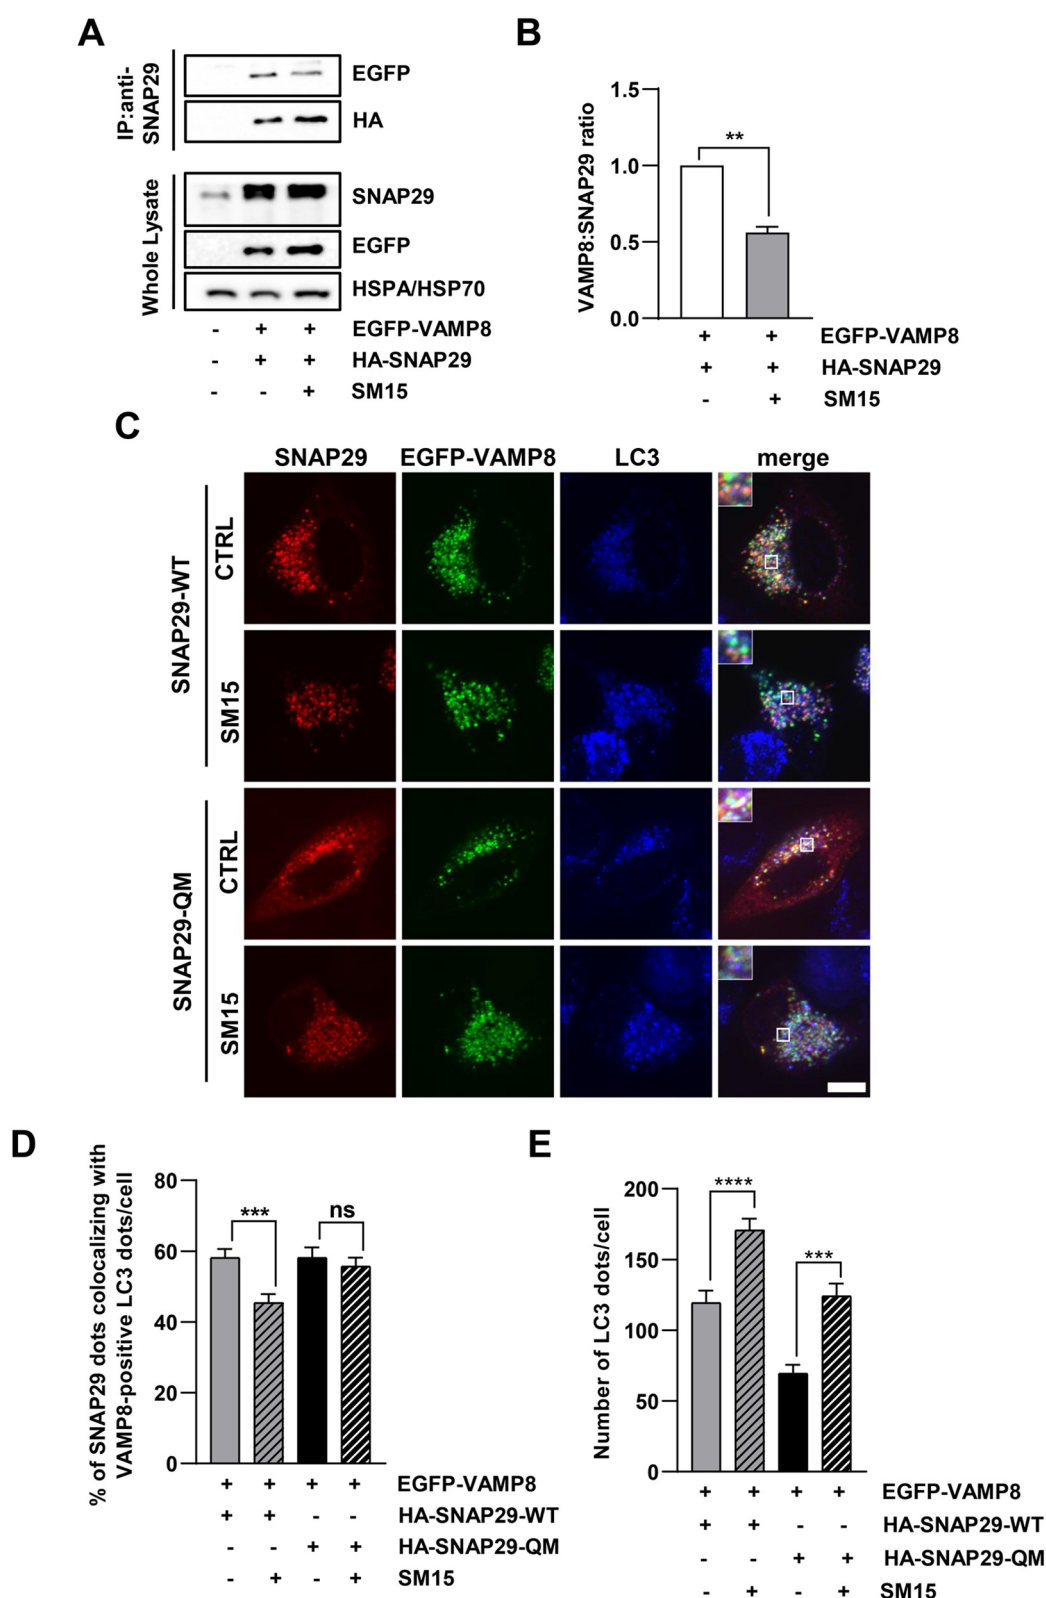 A
IP:anti-
SNAP29
EGFP
HA
Whole Lysate
SNAP29
EGFP
HSPA/HSP70
- + + EGFP-VAMP8
- + + HA-SNAP29
- - + SM15
B
VAMP8:SNAP29 ratio
1.5
1.0
0.5
0.0
**
+ + EGFP-VAMP8
+ + HA-SNAP29
- + SM15
C
SNAP29 EGFP-VAMP8 LC3 merge
SNAP29-WT
CTRL
SM15
SNAP29-QM
CTRL
SM15
D
% of SNAP29 dots colocalizing with
VAMP8-positive LC3 dots/cell
80
60
40
20
0
*** ns
+ + + + EGFP-VAMP8
+ + - - HA-SNAP29-WT
- - + + HA-SNAP29-QM
- + - + SM15
E
Number of LC3 dots/cell
200
150
100
50
0
**** ***
+ + + + EGFP-VAMP8
+ + - - HA-SNAP29-WT
- - + + HA-SNAP29-QM
- + - + SM15